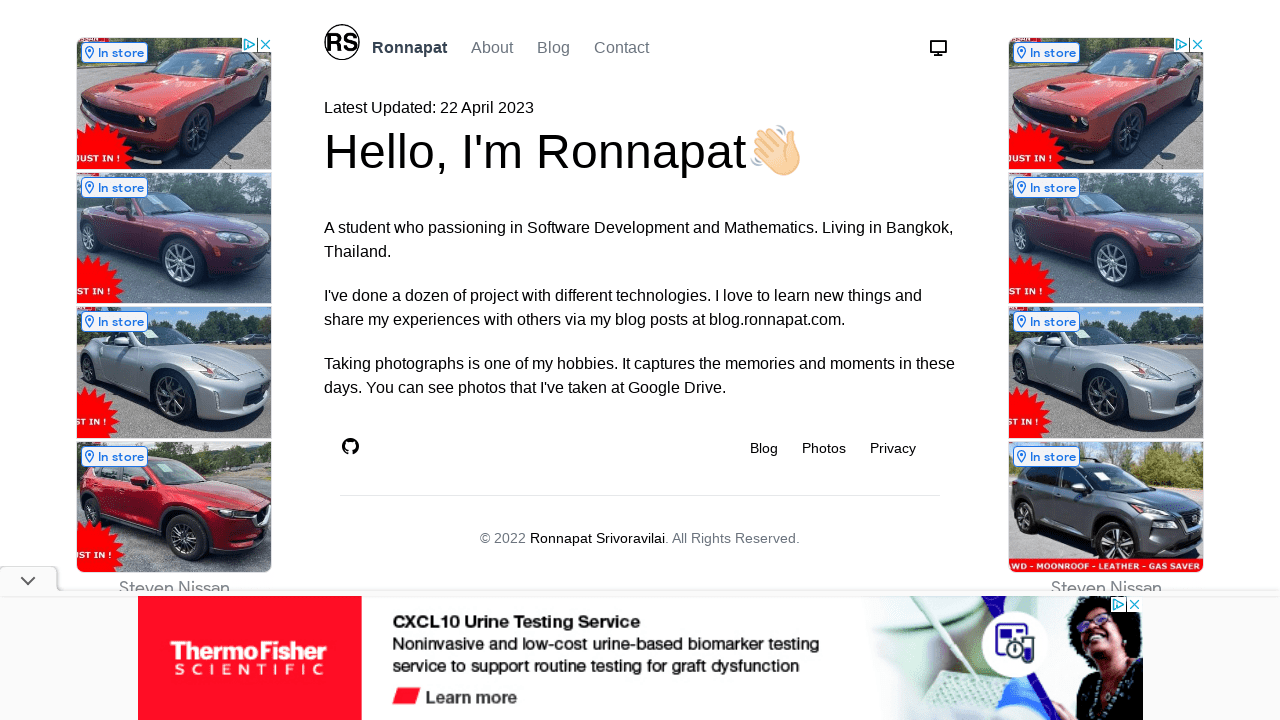 RS
Ronnapat
About
Blog
Contact
Latest Updated: 22 April 2023
Hello, I'm Ronnapat
A student who passioning in Software Development and Mathematics. Living in Bangkok,
Thailand.
I've done a dozen of project with different technologies. I love to learn new things and
share my experiences with others via my blog posts at blog.ronnapat.com.
Taking photographs is one of my hobbies. It captures the memories and moments in these
days. You can see photos that I've taken at Google Drive.
Blog
Photos
Privacy
© 2022 Ronnapat Srivoravilai. All Rights Reserved.
In store
JUST IN !
In store
UST IN !
In store
UST IN !
In store
UST IN !
Steven Nissan
In store
JUST IN !
In store
UST IN !
In store
UST IN !
In store
WD - MOONROOF - LEATHER - GAS SAVER
Steven Nissan
ThermoFisher
SCIENTIFIC
CXCL10 Urine Testing Service
Noninvasive and low-cost urine-based biomarker testing
service to support routine testing for graft dysfunction
Learn more